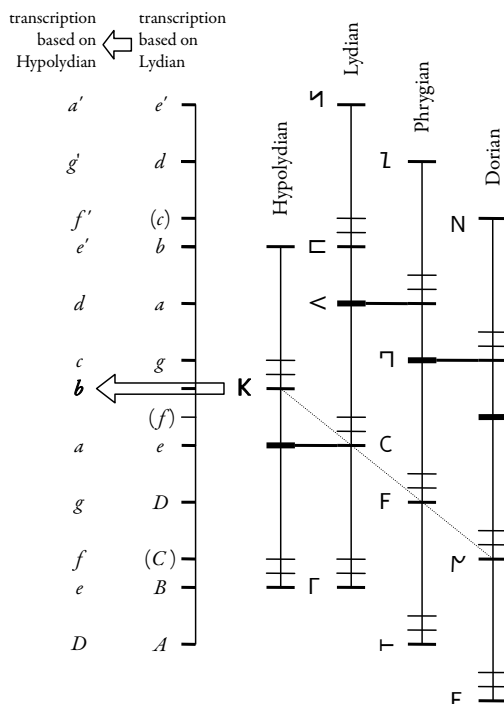 transcription
based on
Hypolydian
transcription
based on
Lydian
Hypolydian
Lydian
Phrygian
Dorian
a' e' И
g' d
f' (c) N
e' b ⊏
d a <
c g
b K
(f)
a e C
g D F
f (C)
e B Γ
D A ⊢
E